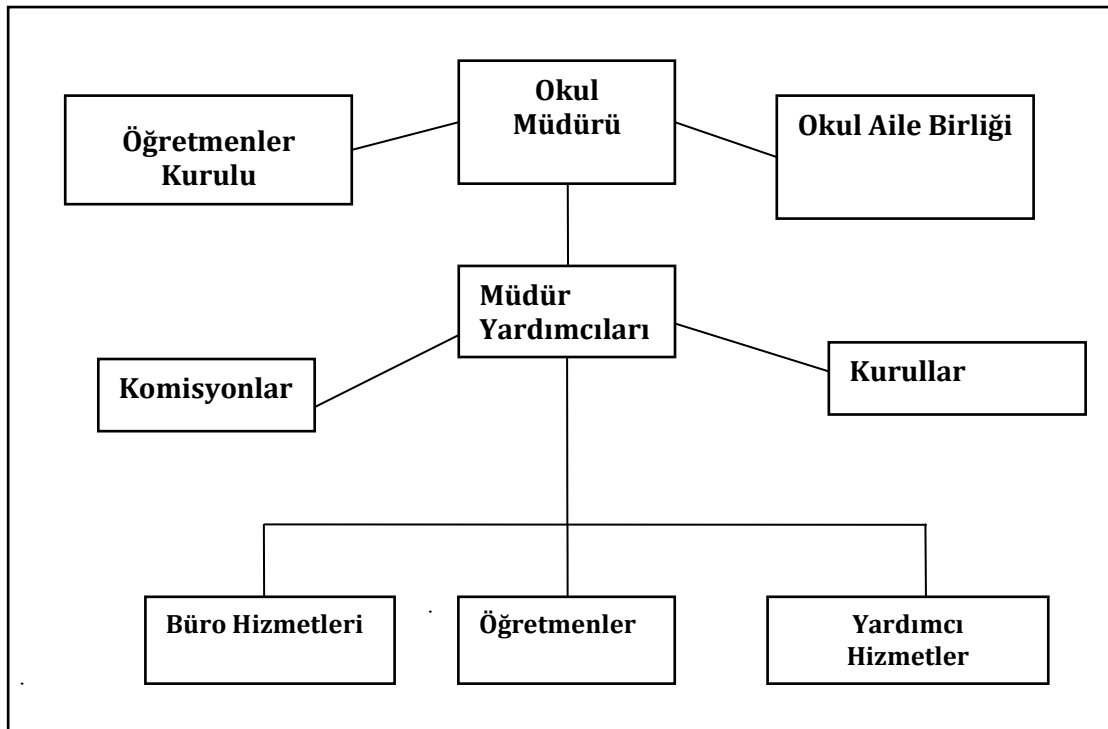 Okul
Müdürü
Öğretmenler
Kurulu
Okul Aile Birliği
Müdür
Yardımcıları
Komisyonlar
Kurullar
Büro Hizmetleri
Öğretmenler
Yardımcı
Hizmetler